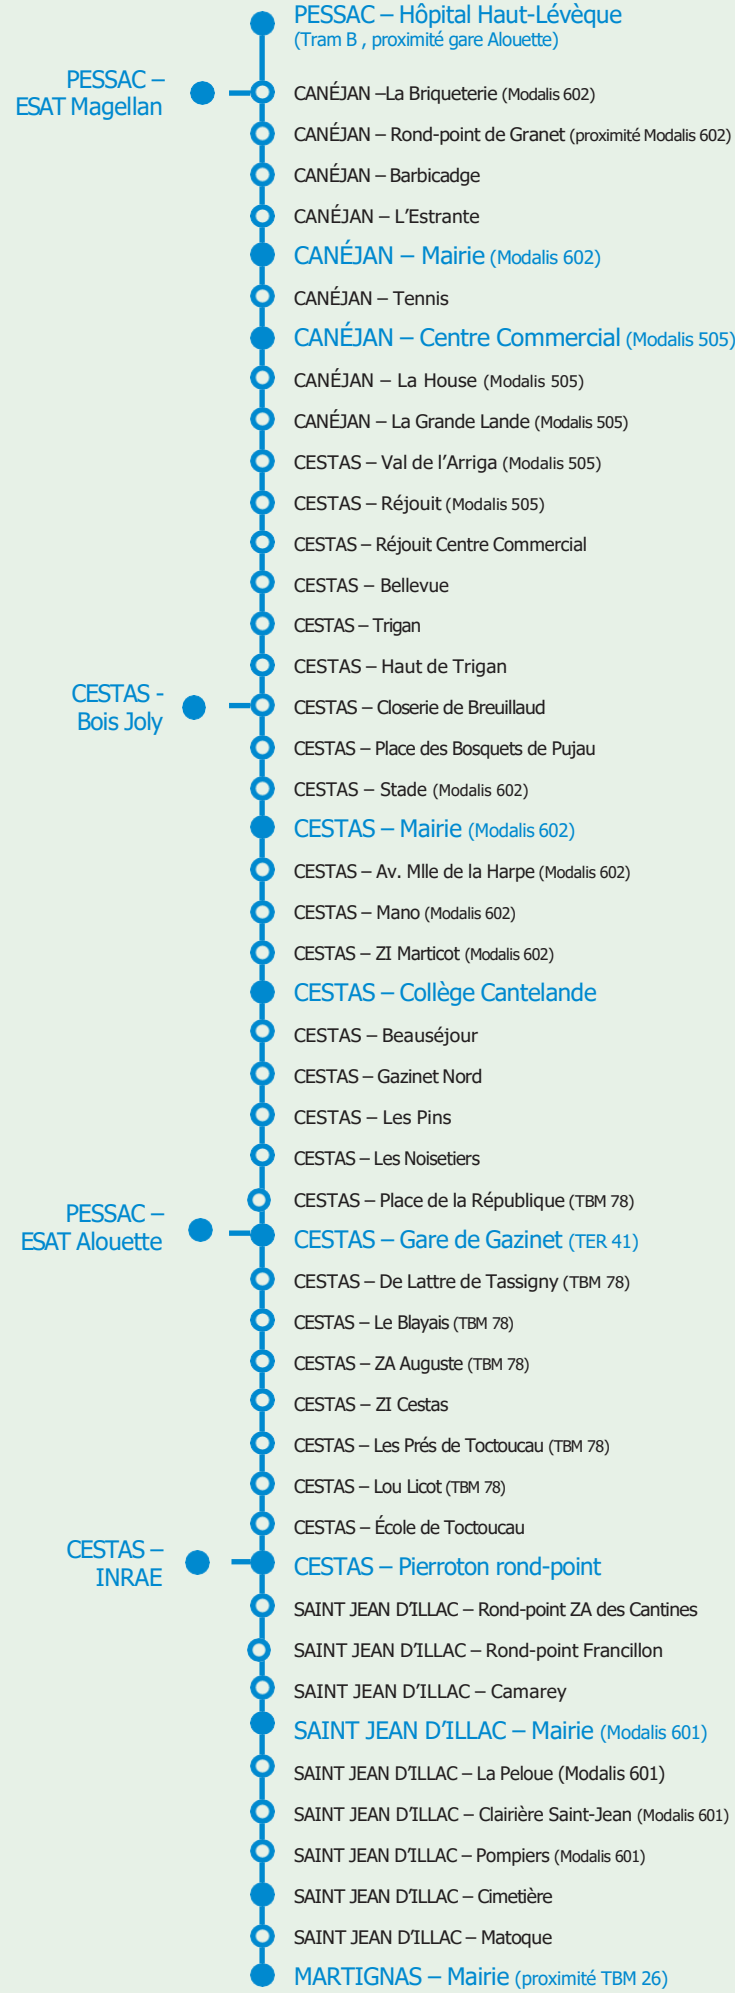 PESSAC – Hôpital Haut-Lévèque
(Tram B , proximité gare Alouette)
PESSAC –
ESAT Magellan
CANÉJAN –La Briqueterie (Modalis 602)
CANÉJAN – Rond-point de Granet (proximité Modalis 602)
CANÉJAN – Barbicadge
CANÉJAN – L’Estrante
CANÉJAN – Mairie (Modalis 602)
CANÉJAN – Tennis
CANÉJAN – Centre Commercial (Modalis 505)
CANÉJAN – La House (Modalis 505)
CANÉJAN – La Grande Lande (Modalis 505)
CESTAS – Val de l’Arriga (Modalis 505)
CESTAS – Réjouit (Modalis 505)
CESTAS – Réjouit Centre Commercial
CESTAS – Bellevue
CESTAS – Trigan
CESTAS – Haut de Trigan
CESTAS -
Bois Joly
CESTAS – Closerie de Breuillaud
CESTAS – Place des Bosquets de Pujau
CESTAS – Stade (Modalis 602)
CESTAS – Mairie (Modalis 602)
CESTAS – Av. Mlle de la Harpe (Modalis 602)
CESTAS – Mano (Modalis 602)
CESTAS – ZI Marticot (Modalis 602)
CESTAS – Collège Cantelande
CESTAS – Beauséjour
CESTAS – Gazinet Nord
CESTAS – Les Pins
CESTAS – Les Noisetiers
CESTAS – Place de la République (TBM 78)
PESSAC –
ESAT Alouette
CESTAS – Gare de Gazinet (TER 41)
CESTAS – De Lattre de Tassigny (TBM 78)
CESTAS – Le Blayais (TBM 78)
CESTAS – ZA Auguste (TBM 78)
CESTAS – ZI Cestas
CESTAS – Les Prés de Toctoucau (TBM 78)
CESTAS – Lou Licot (TBM 78)
CESTAS – École de Toctoucau
CESTAS –
INRAE
CESTAS – Pierroton rond-point
SAINT JEAN D’ILLAC – Rond-point ZA des Cantines
SAINT JEAN D’ILLAC – Rond-point Francillon
SAINT JEAN D’ILLAC – Camarey
SAINT JEAN D’ILLAC – Mairie (Modalis 601)
SAINT JEAN D’ILLAC – La Peloue (Modalis 601)
SAINT JEAN D’ILLAC – Clairière Saint-Jean (Modalis 601)
SAINT JEAN D’ILLAC – Pompiers (Modalis 601)
SAINT JEAN D’ILLAC – Cimetière
SAINT JEAN D’ILLAC – Matoque
MARTIGNAS – Mairie (proximité TBM 26)